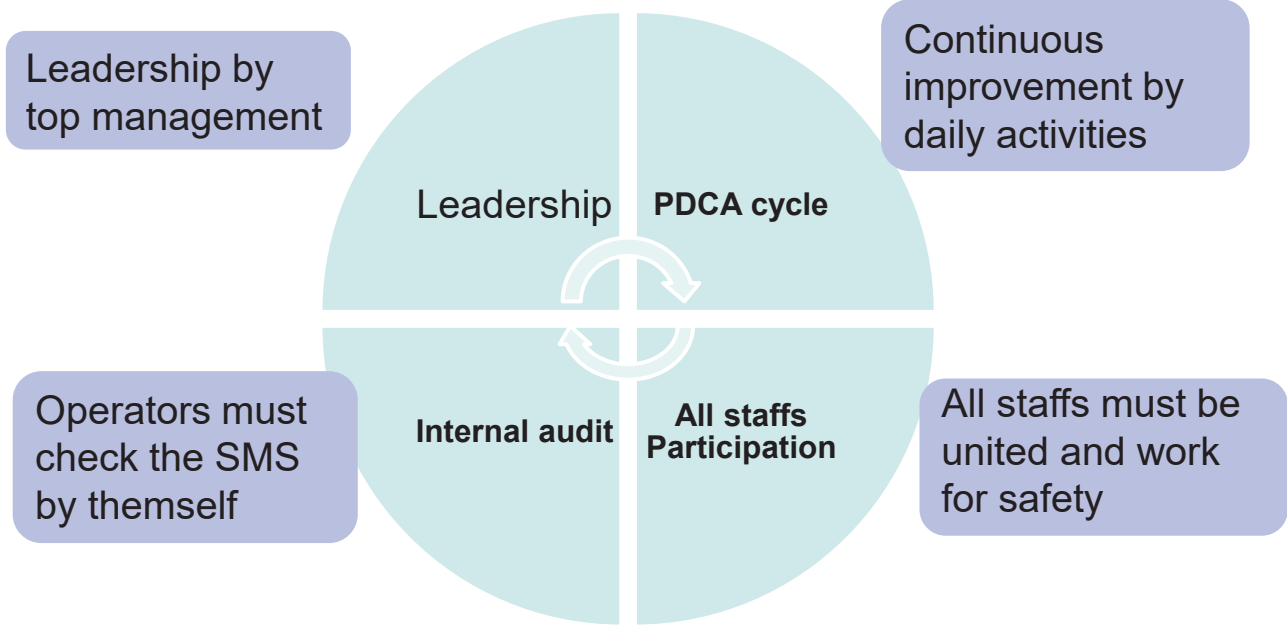 Leadership by
top management
Continuous
improvement by
daily activities
Leadership
PDCA cycle
Internal audit
All staffs
Participation
Operators must
check the SMS
by themself
All staffs must be
united and work
for safety